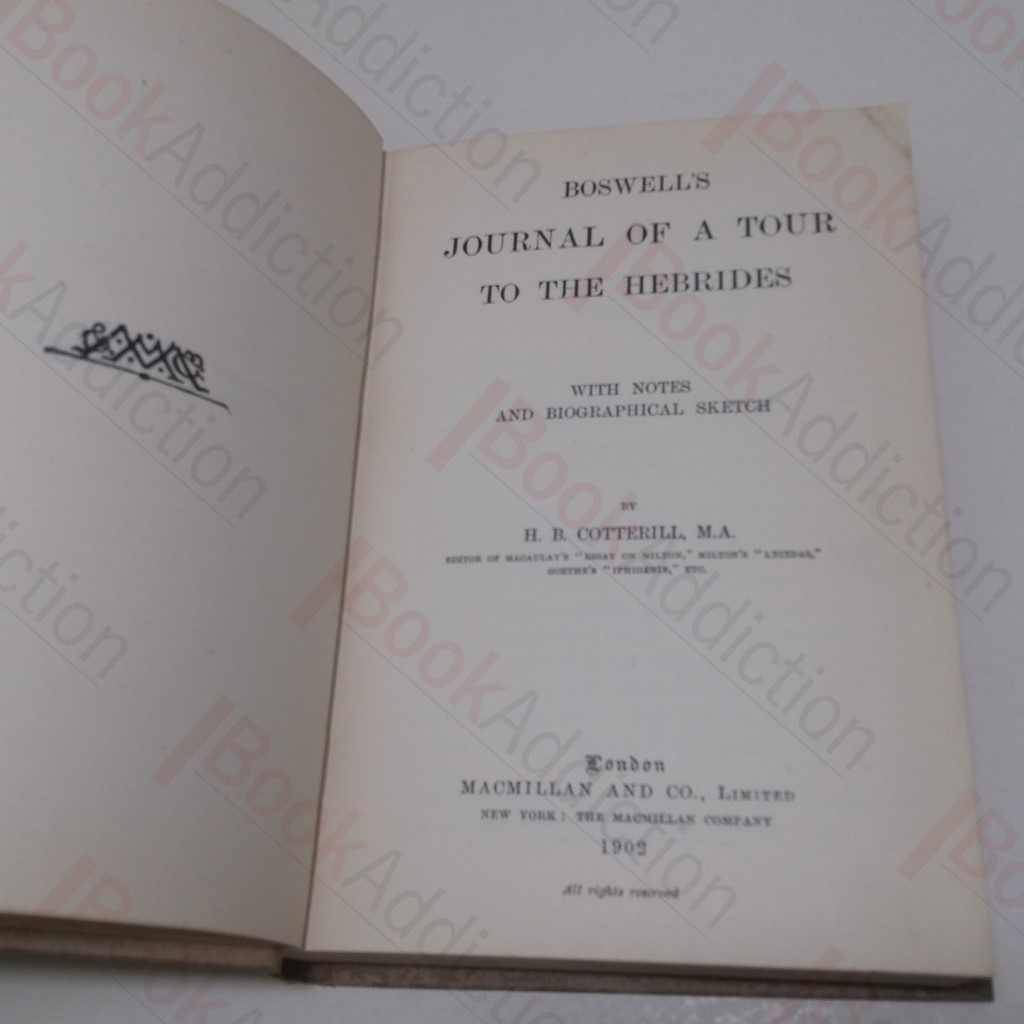 BOSWELL'S
JOURNAL OF A TOUR
TO THE HEBRIDES
WITH NOTES
AND BIOGRAPHICAL SKETCH
BY
H. B. COTTERILL, M.A.
EDITOR OF MACAULAY'S "ESSAY ON MILTON," MILTON'S "LYCIDAS,"
GOETHE'S "IPHIGENIE," ETC.
London
MACMILLAN AND CO., LIMITED
NEW YORK: THE MACMILLAN COMPANY
1902
All rights reserved
BookAddiction